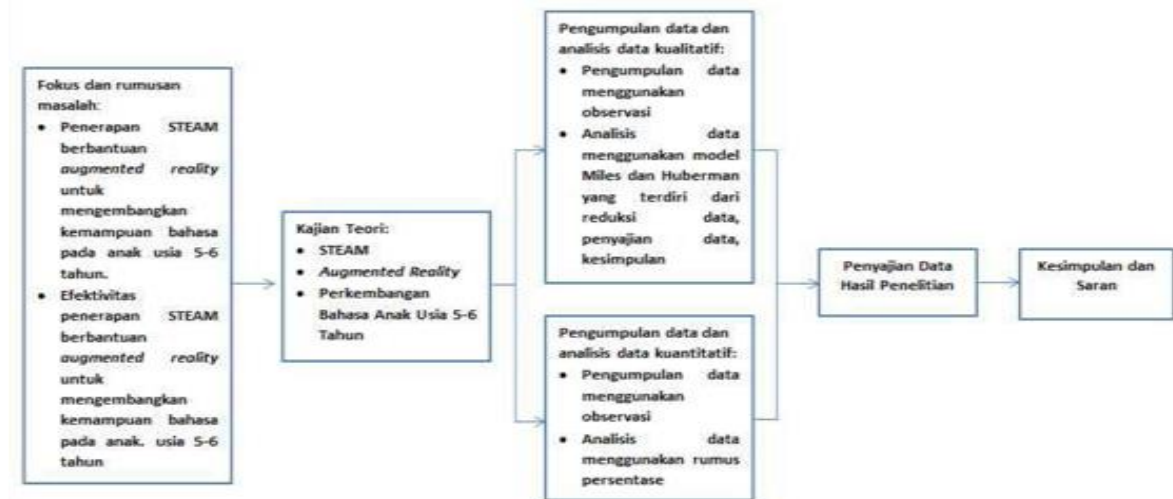 Fokus dan rumusan
masalah:
• Penerapan STEAM
berbantuan
augmented reality
untuk
mengembangkan
kemampuan bahasa
pada anak usia 5-6
tahun.
• Efektivitas
penerapan STEAM
berbantuan
augmented reality
untuk
mengembangkan
kemampuan bahasa
pada anak. usia 5-6
tahun
Kajian Teori:
• STEAM
• Augmented Reality
• Perkembangan
Bahasa Anak Usia 5-6
Tahun
Pengumpulan data dan
analisis data kualitatif:
• Pengumpulan data
menggunakan
observasi
• Analisis data
menggunakan model
Miles dan Huberman
yang terdiri dari
reduksi data,
penyajian data,
kesimpulan
Pengumpulan data dan
analisis data kuantitatif:
• Pengumpulan data
menggunakan
observasi
• Analisis data
menggunakan rumus
persentase
Penyajian Data
Hasil Penelitian
Kesimpulan dan
Saran